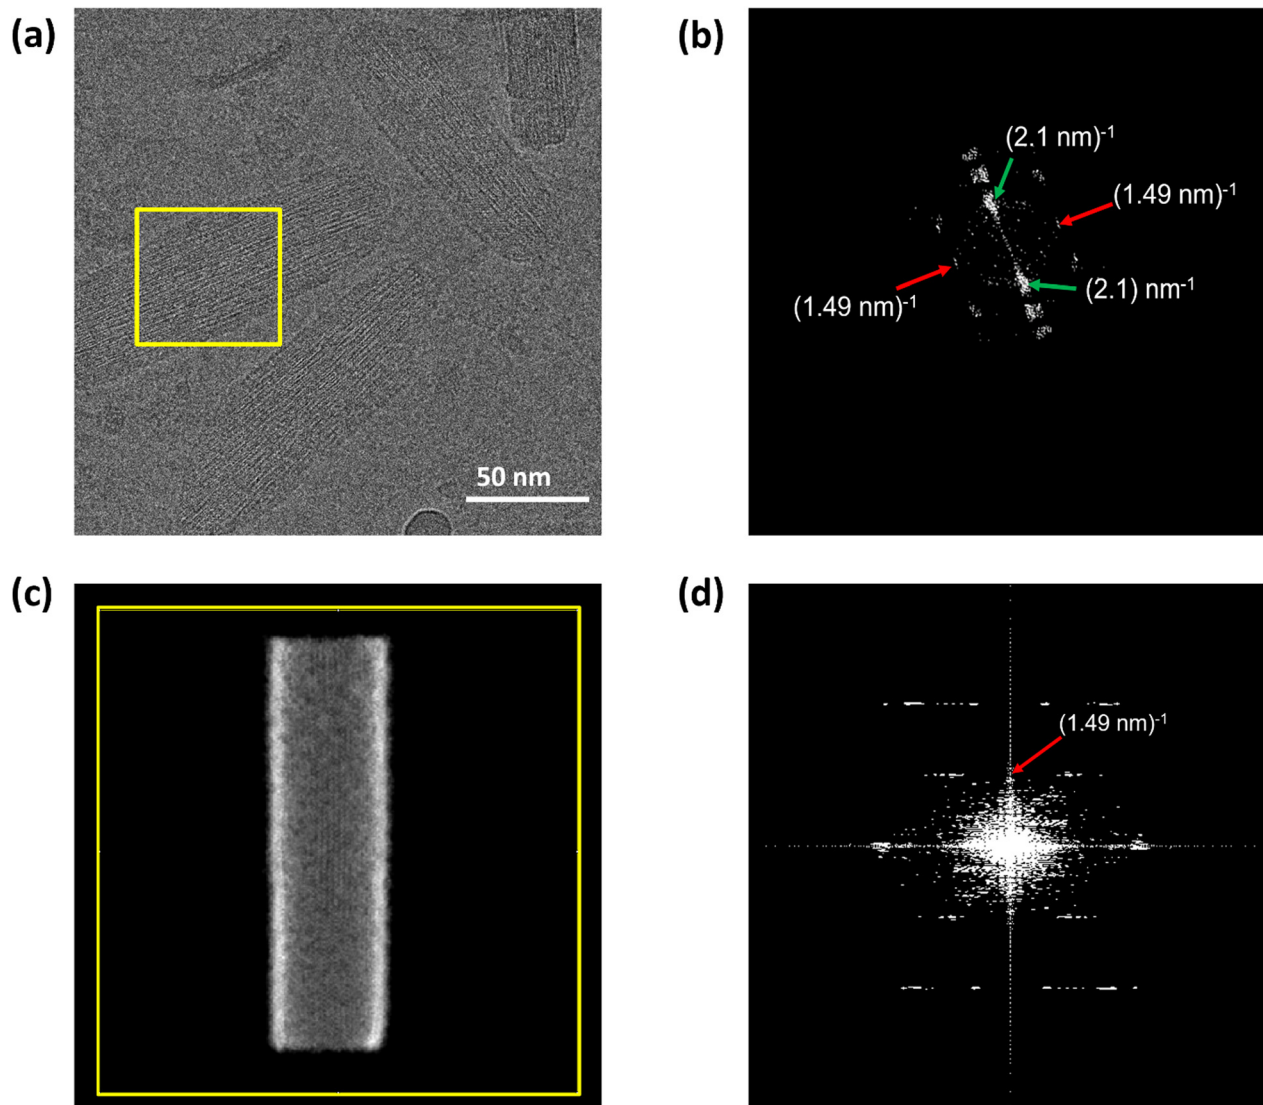 (a)
50 nm
(b)
(2.1 nm)⁻¹
(1.49 nm)⁻¹
(1.49 nm)⁻¹
(2.1) nm⁻¹
(c)
(d)
(1.49 nm)⁻¹